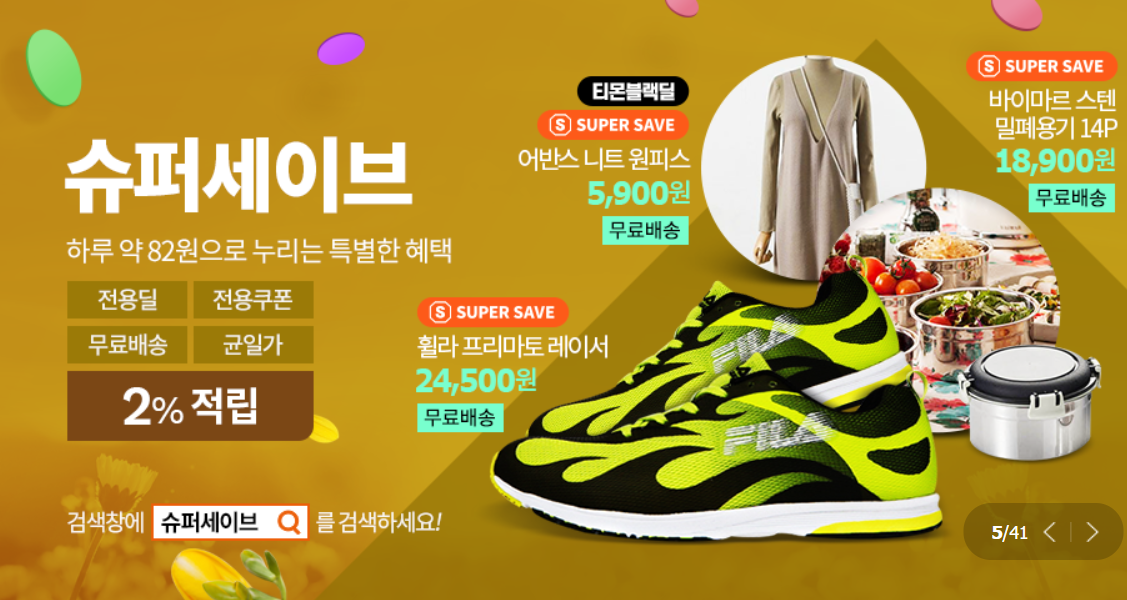 슈퍼세이브
하루 약 82원으로 누리는 특별한 혜택
전용딜 전용쿠폰
무료배송 균일가
2% 적립
검색창에 슈퍼세이브 를 검색하세요!
티몬블랙딜
S SUPER SAVE
어반스 니트 원피스
5,900원
무료배송
S SUPER SAVE
바이마르 스텐
밀폐용기 14P
18,900원
무료배송
S SUPER SAVE
휠라 프리마토 레이서
24,500원
무료배송
FILA
FILA
5/41